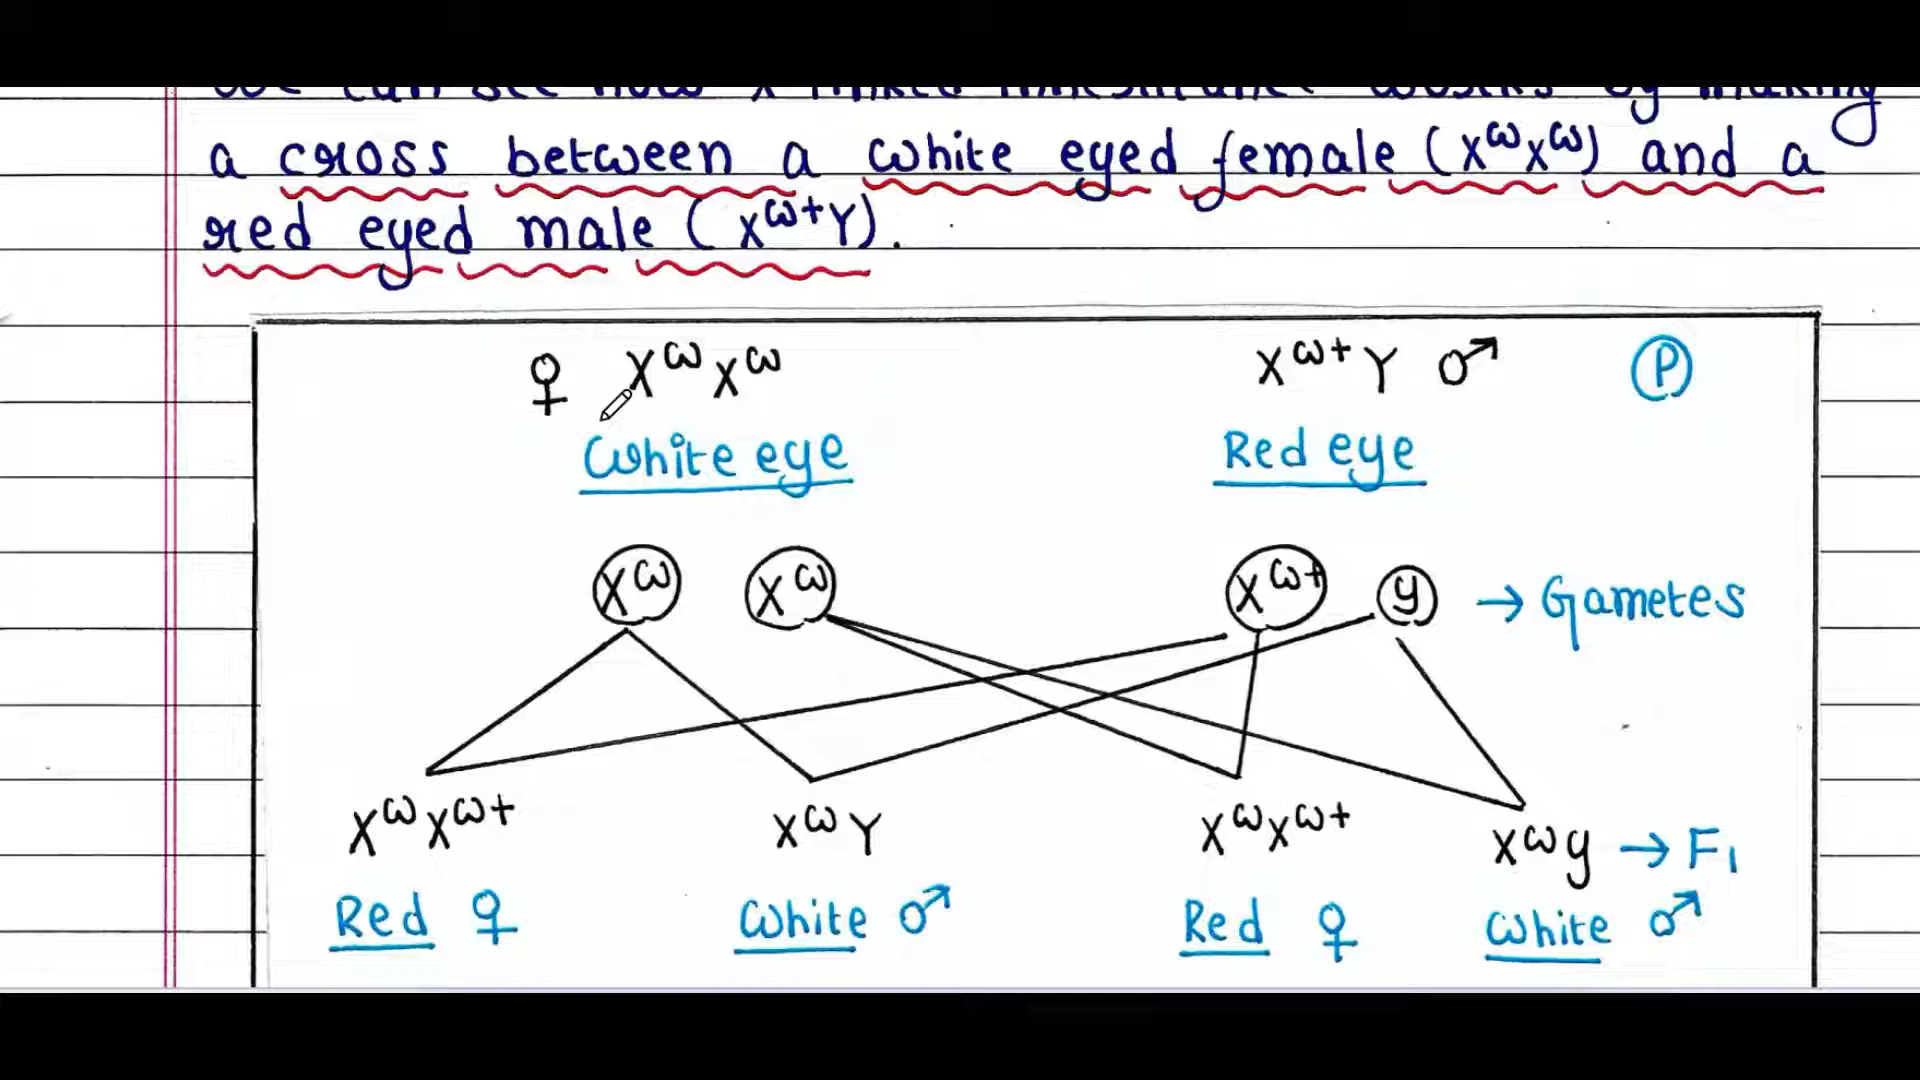 a cross between a white eyed female (XᵂXᵂ) and a
red eyed male (Xᵂ⁺Y).
♀ XᵂXᵂ Xᵂ⁺Y ♂ P
White eye Red eye
Xᵂ Xᵂ Xᵂ⁺ y → Gametes
XᵂXᵂ⁺ XᵂY XᵂXᵂ⁺ Xᵂy → F₁
Red ♀ White ♂ Red ♀ White ♂